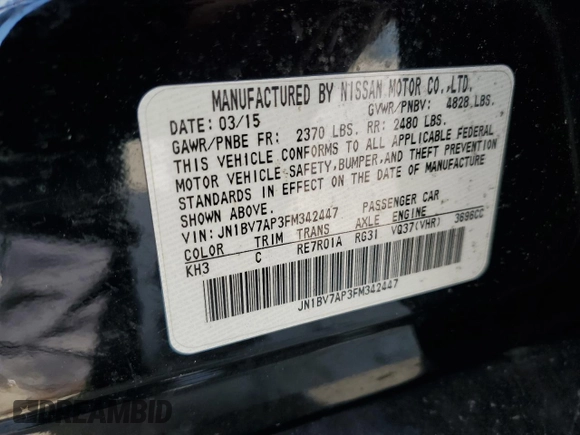 MANUFACTURED BY NISSAN MOTOR CO.,LTD.
DATE: 03/15 GVWR/PNBV: 4828 LBS.
GAWR/PNBE FR: 2370 LBS. RR: 2480 LBS.
THIS VEHICLE CONFORMS TO ALL APPLICABLE FEDERAL
MOTOR VEHICLE SAFETY, BUMPER, AND THEFT PREVENTION
STANDARDS IN EFFECT ON THE DATE OF MANUFACTURE
SHOWN ABOVE.
VIN: JN1BV7AP3FM342447 PASSENGER CAR
COLOR TRIM TRANS AXLE ENGINE
KH3 C RE7R01A RG31 VQ37(VHR) 3696CC
JN1BV7AP3FM342447
DREAMBID